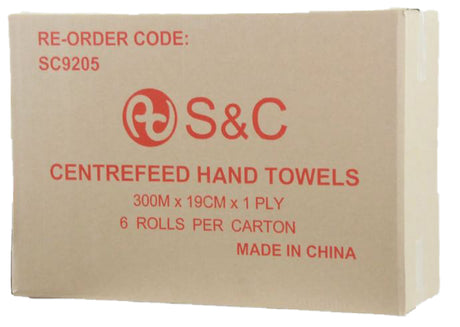 RE-ORDER CODE:
SC9205
S&C
CENTREFEED HAND TOWELS
300M x 19CM x 1 PLY
6 ROLLS PER CARTON
MADE IN CHINA